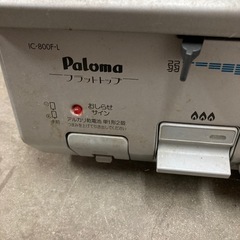 IC-800F-L
Paloma
フラットトップ
おしらせ
サイン
アルカリ乾電池 単1形2個